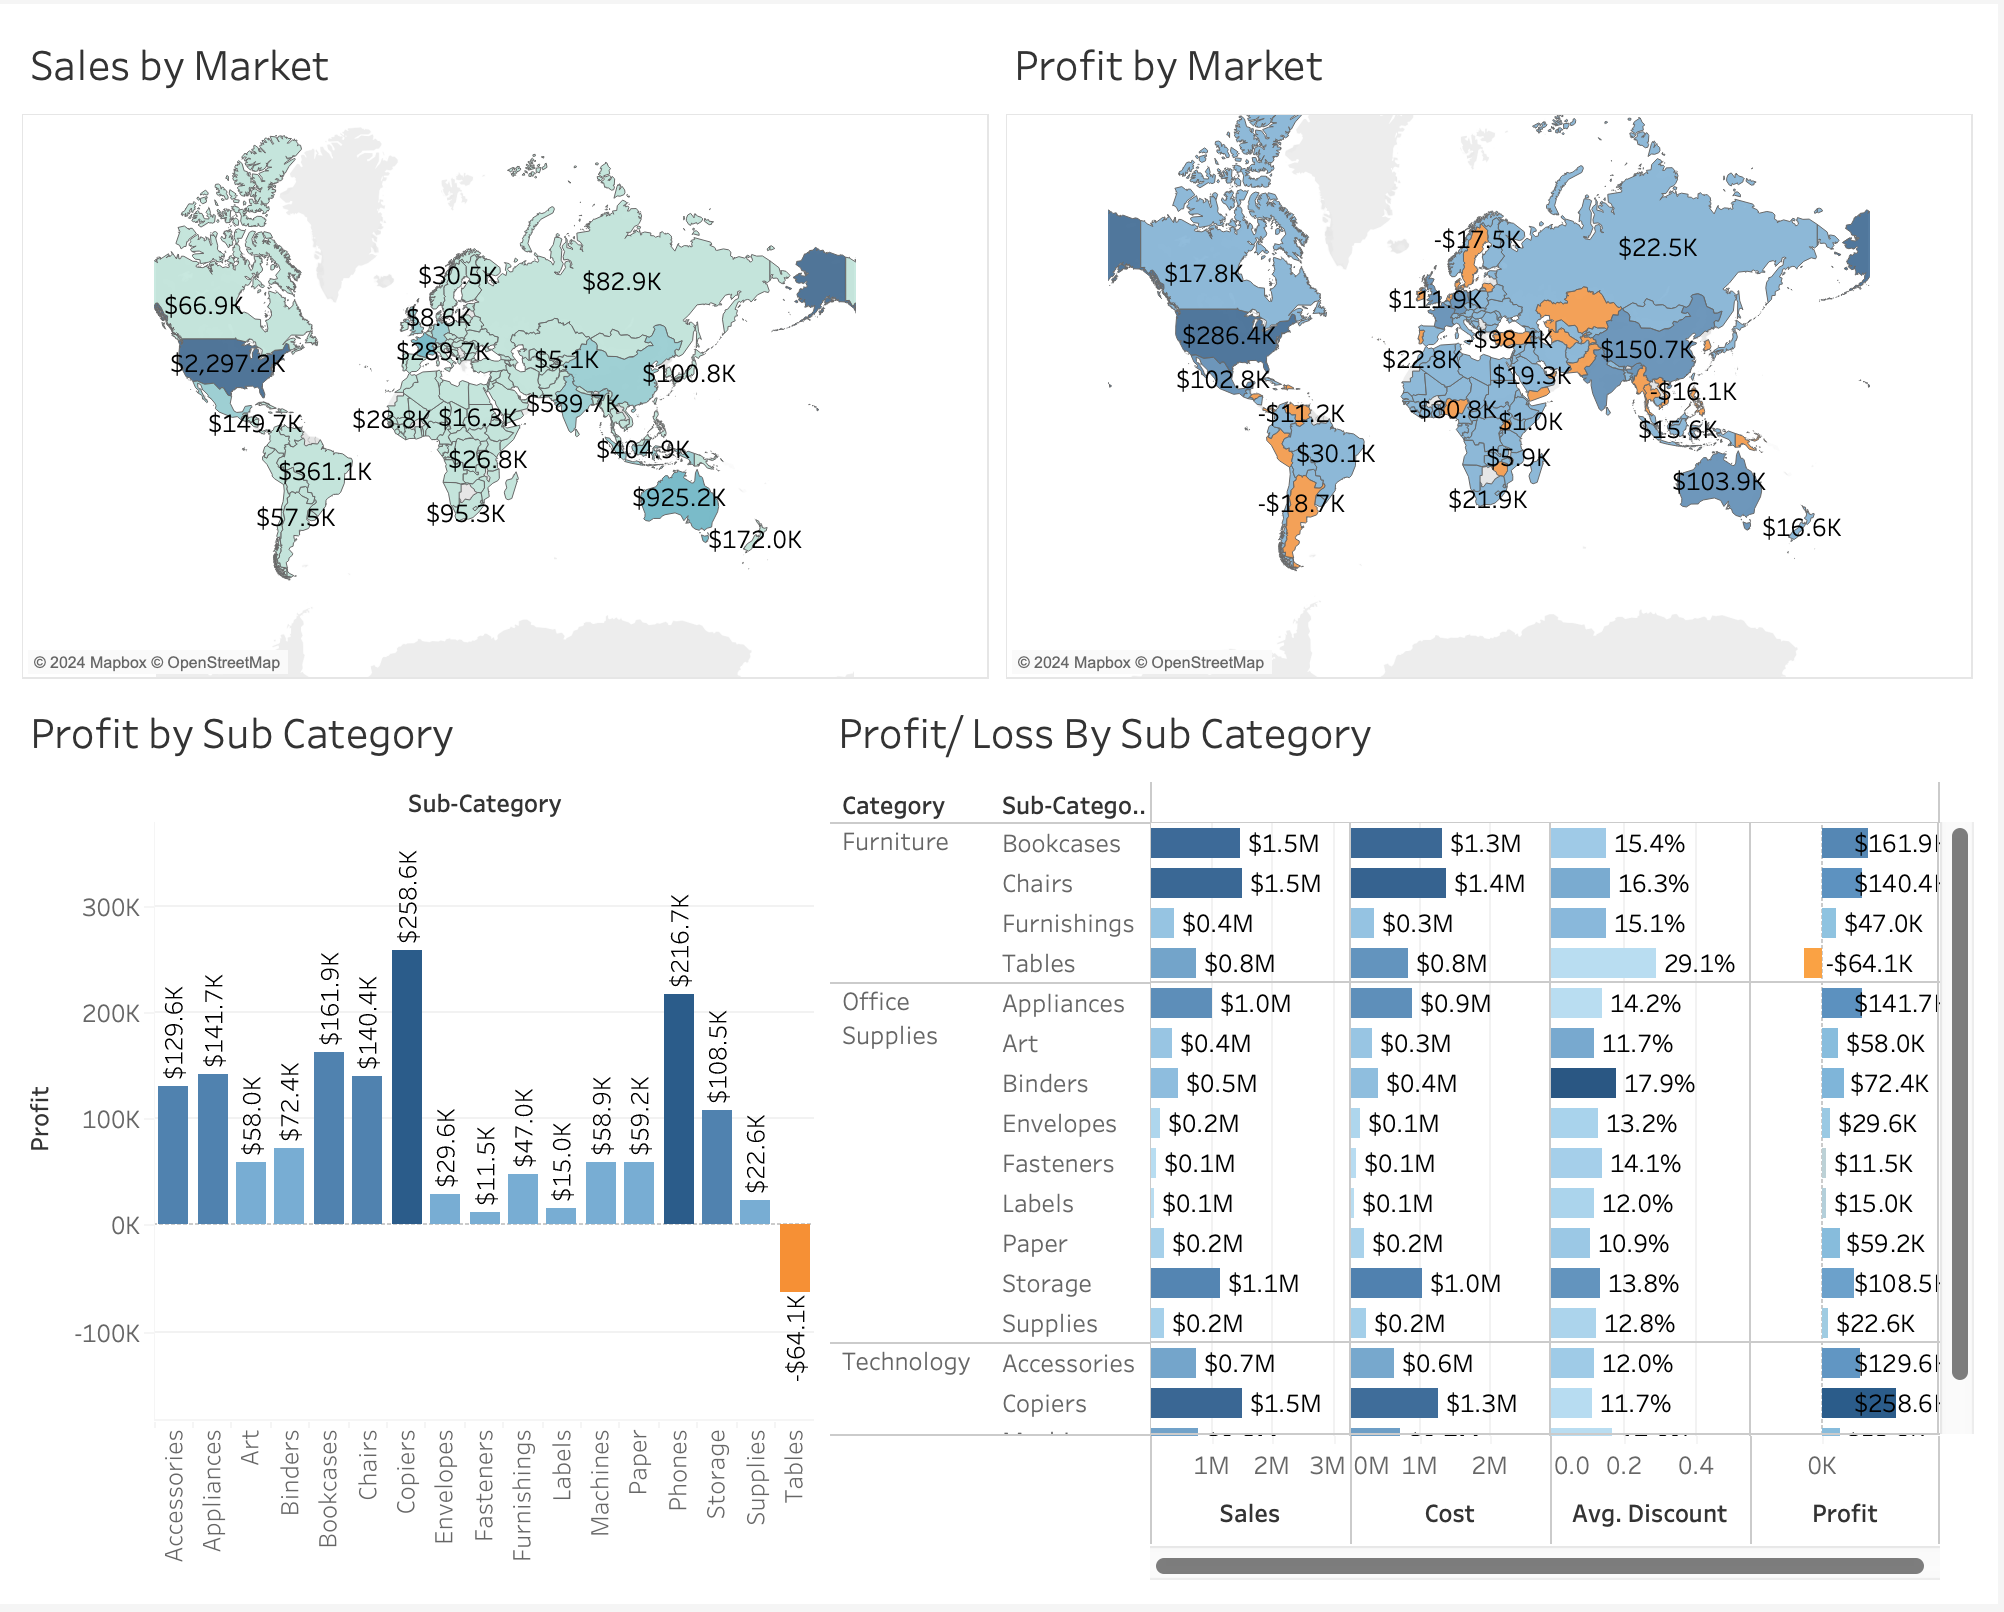 Sales by Market
Profit by Market
$66.9K
$2,297.2K
$149.7K
$361.1K
$57.5K
$30.5K
$8.6K
$289.7K
$82.9K
$5.1K
$100.8K
$589.7K
$28.8K
$16.3K
$26.8K
$404.9K
$95.3K
$925.2K
$172.0K
© 2024 Mapbox © OpenStreetMap
-$17.5K
$22.5K
$17.8K
$111.9K
$286.4K
-$98.4K
$150.7K
$22.8K
$102.8K
$19.3K
-$16.1K
-$11.2K
-$80.8K
$1.0K
$15.6K
$30.1K
$5.9K
$103.9K
-$18.7K
$21.9K
$16.6K
© 2024 Mapbox © OpenStreetMap
Profit by Sub Category
Sub-Category
Profit
300K
200K
100K
0K
-100K
$129.6K
$141.7K
$58.0K
$72.4K
$161.9K
$140.4K
$258.6K
$29.6K
$11.5K
$47.0K
$15.0K
$58.9K
$59.2K
$216.7K
$108.5K
$22.6K
-$64.1K
Accessories
Appliances
Art
Binders
Bookcases
Chairs
Copiers
Envelopes
Fasteners
Furnishings
Labels
Machines
Paper
Phones
Storage
Supplies
Tables
Profit/ Loss By Sub Category
Category Sub-Catego..
Furniture Bookcases $1.5M $1.3M 15.4% $161.9
Chairs $1.5M $1.4M 16.3% $140.4
Furnishings $0.4M $0.3M 15.1% $47.0K
Tables $0.8M $0.8M 29.1% -$64.1K
Office Supplies Appliances $1.0M $0.9M 14.2% $141.7
Art $0.4M $0.3M 11.7% $58.0K
Binders $0.5M $0.4M 17.9% $72.4K
Envelopes $0.2M $0.1M 13.2% $29.6K
Fasteners $0.1M $0.1M 14.1% $11.5K
Labels $0.1M $0.1M 12.0% $15.0K
Paper $0.2M $0.2M 10.9% $59.2K
Storage $1.1M $1.0M 13.8% $108.5
Supplies $0.2M $0.2M 12.8% $22.6K
Technology Accessories $0.7M $0.6M 12.0% $129.6
Copiers $1.5M $1.3M 11.7% $258.6
1M 2M 3M 0M 1M 2M 0.0 0.2 0.4 0K
Sales Cost Avg. Discount Profit